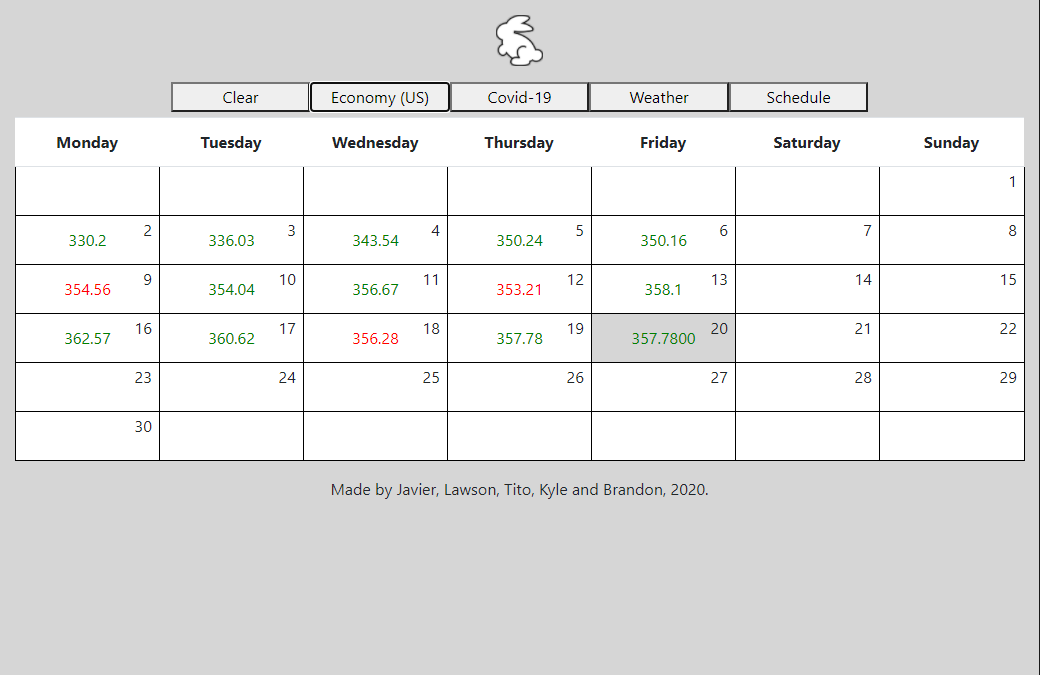 Clear Economy (US) Covid-19 Weather Schedule
Monday Tuesday Wednesday Thursday Friday Saturday Sunday
1
330.2 2 336.03 3 343.54 4 350.24 5 350.16 6 7 8
354.56 9 354.04 10 356.67 11 353.21 12 358.1 13 14 15
362.57 16 360.62 17 356.28 18 357.78 19 357.7800 20 21 22
23 24 25 26 27 28 29
30
Made by Javier, Lawson, Tito, Kyle and Brandon, 2020.